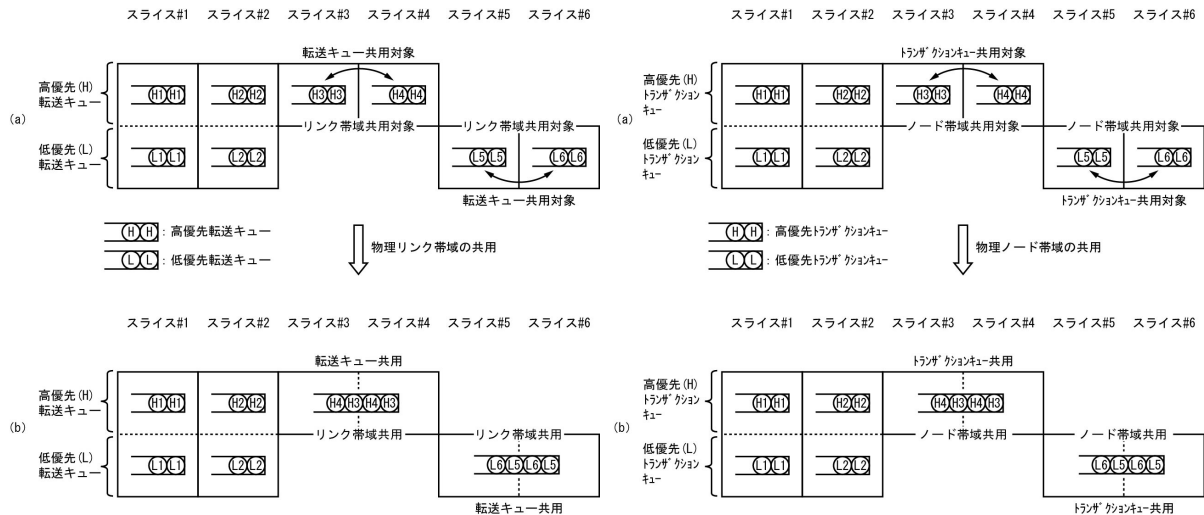 スライス#1 スライス#2 スライス#3 スライス#4 スライス#5 スライス#6
転送キュー共用対象
高優先(H)
転送キュー
H1 H1 H2 H2 H3 H3 H4 H4
(a)
リンク帯域共用対象 リンク帯域共用対象
低優先(L)
転送キュー
L1 L1 L2 L2 L5 L5 L6 L6
転送キュー共用対象
H H :高優先転送キュー
L L :低優先転送キュー
物理リンク帯域の共用
スライス#1 スライス#2 スライス#3 スライス#4 スライス#5 スライス#6
転送キュー共用
高優先(H)
転送キュー
H1 H1 H2 H2 H4 H3 H4 H3
(b)
リンク帯域共用 リンク帯域共用
低優先(L)
転送キュー
L1 L1 L2 L2 L6 L5 L6 L5
転送キュー共用
スライス#1 スライス#2 スライス#3 スライス#4 スライス#5 スライス#6
トランザクションキュー共用対象
高優先(H)
トランザクション
キュー
H1 H1 H2 H2 H3 H3 H4 H4
(a)
ノード帯域共用対象 ノード帯域共用対象
低優先(L)
トランザクション
キュー
L1 L1 L2 L2 L5 L5 L6 L6
トランザクションキュー共用対象
H H :高優先トランザクションキュー
L L :低優先トランザクションキュー
物理ノード帯域の共用
スライス#1 スライス#2 スライス#3 スライス#4 スライス#5 スライス#6
トランザクションキュー共用
高優先(H)
トランザクション
キュー
H1 H1 H2 H2 H4 H3 H4 H3
(b)
ノード帯域共用 ノード帯域共用
低優先(L)
トランザクション
キュー
L1 L1 L2 L2 L6 L5 L6 L5
トランザクションキュー共用